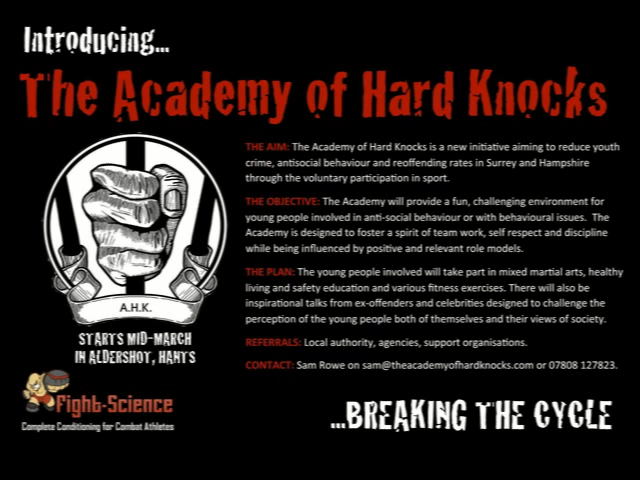 Introducing...
The Academy of Hard Knocks
THE AIM: The Academy of Hard Knocks is a new initiative aiming to reduce youth
crime, antisocial behaviour and reoffending rates in Surrey and Hampshire
through the voluntary participation in sport.
THE OBJECTIVE: The Academy will provide a fun, challenging environment for
young people involved in anti-social behaviour or with behavioural issues. The
Academy is designed to foster a spirit of team work, self respect and discipline
while being influenced by positive and relevant role models.
THE PLAN: The young people involved will take part in mixed martial arts, healthy
living and safety education and various fitness exercises. There will also be
inspirational talks from ex-offenders and celebrities designed to challenge the
perception of the young people both of themselves and their views of society.
REFERRALS: Local authority, agencies, support organisations.
CONTACT: Sam Rowe on sam@theacademyofhardknocks.com or 07808 127823.
A.H.K.
STARTS MID-MARCH
IN ALDERSHOT, HANTS
Fight-Science
Complete Conditioning for Combat Athletes
...BREAKING THE CYCLE